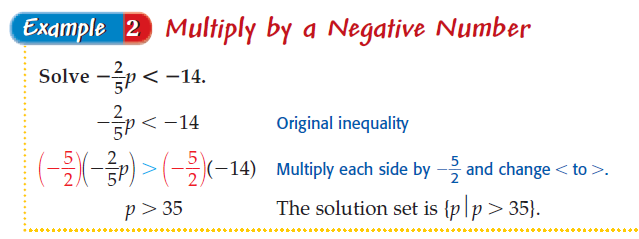 Example 2 Multiply by a Negative Number
Solve −2/5p < −14.
−2/5p < −14 Original inequality
(−5/2)(−2/5p) > (−5/2)(−14) Multiply each side by −5/2 and change < to >.
p > 35 The solution set is {p|p > 35}.